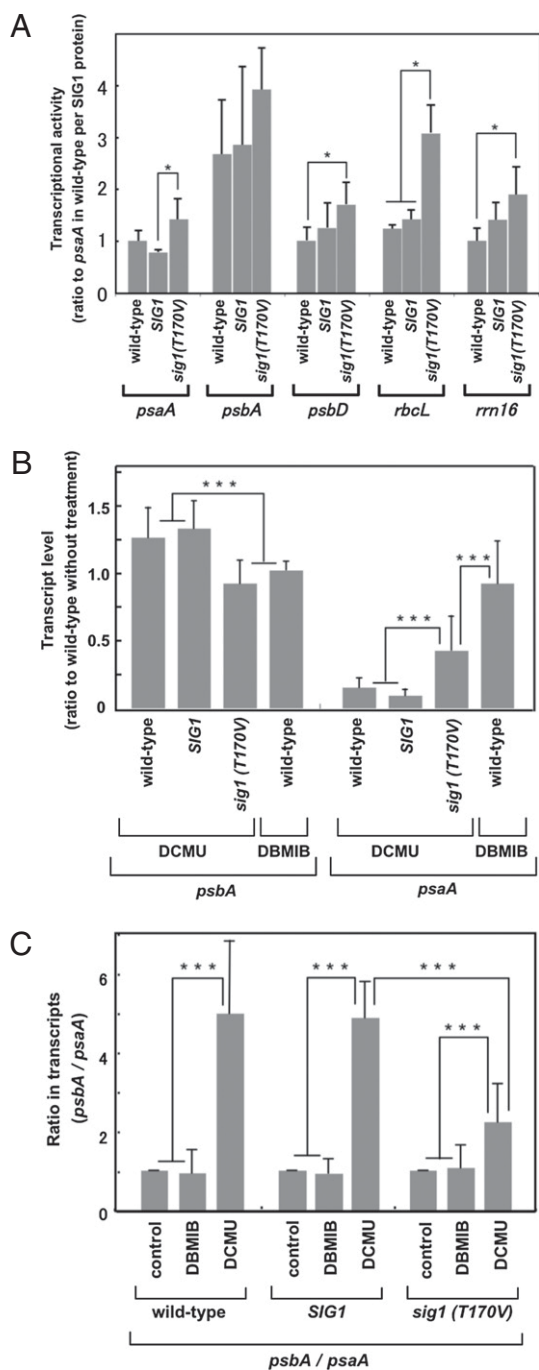 A
Transcriptional activity
(ratio to psaA in wild-type per SIG1 protein)
4
3
2
1
0
*
*
*
*
wild-type
SIG1
sig1(T170V)
wild-type
SIG1
sig1(T170V)
wild-type
SIG1
sig1(T170V)
wild-type
SIG1
sig1(T170V)
wild-type
SIG1
sig1(T170V)
psaA
psbA
psbD
rbcL
rrn16
B
Transcript level
(ratio to wild-type without treatment)
1.5
1.0
0.5
0
* * *
* * *
* * *
wild-type
SIG1
sig1 (T170V)
wild-type
wild-type
SIG1
sig1 (T170V)
wild-type
DCMU
DBMIB
DCMU
DBMIB
psbA
psaA
C
Ratio in transcripts
(psbA / psaA)
6
4
2
0
* * *
* * *
* * *
* * *
control
DBMIB
DCMU
control
DBMIB
DCMU
control
DBMIB
DCMU
wild-type
SIG1
sig1 (T170V)
psbA / psaA